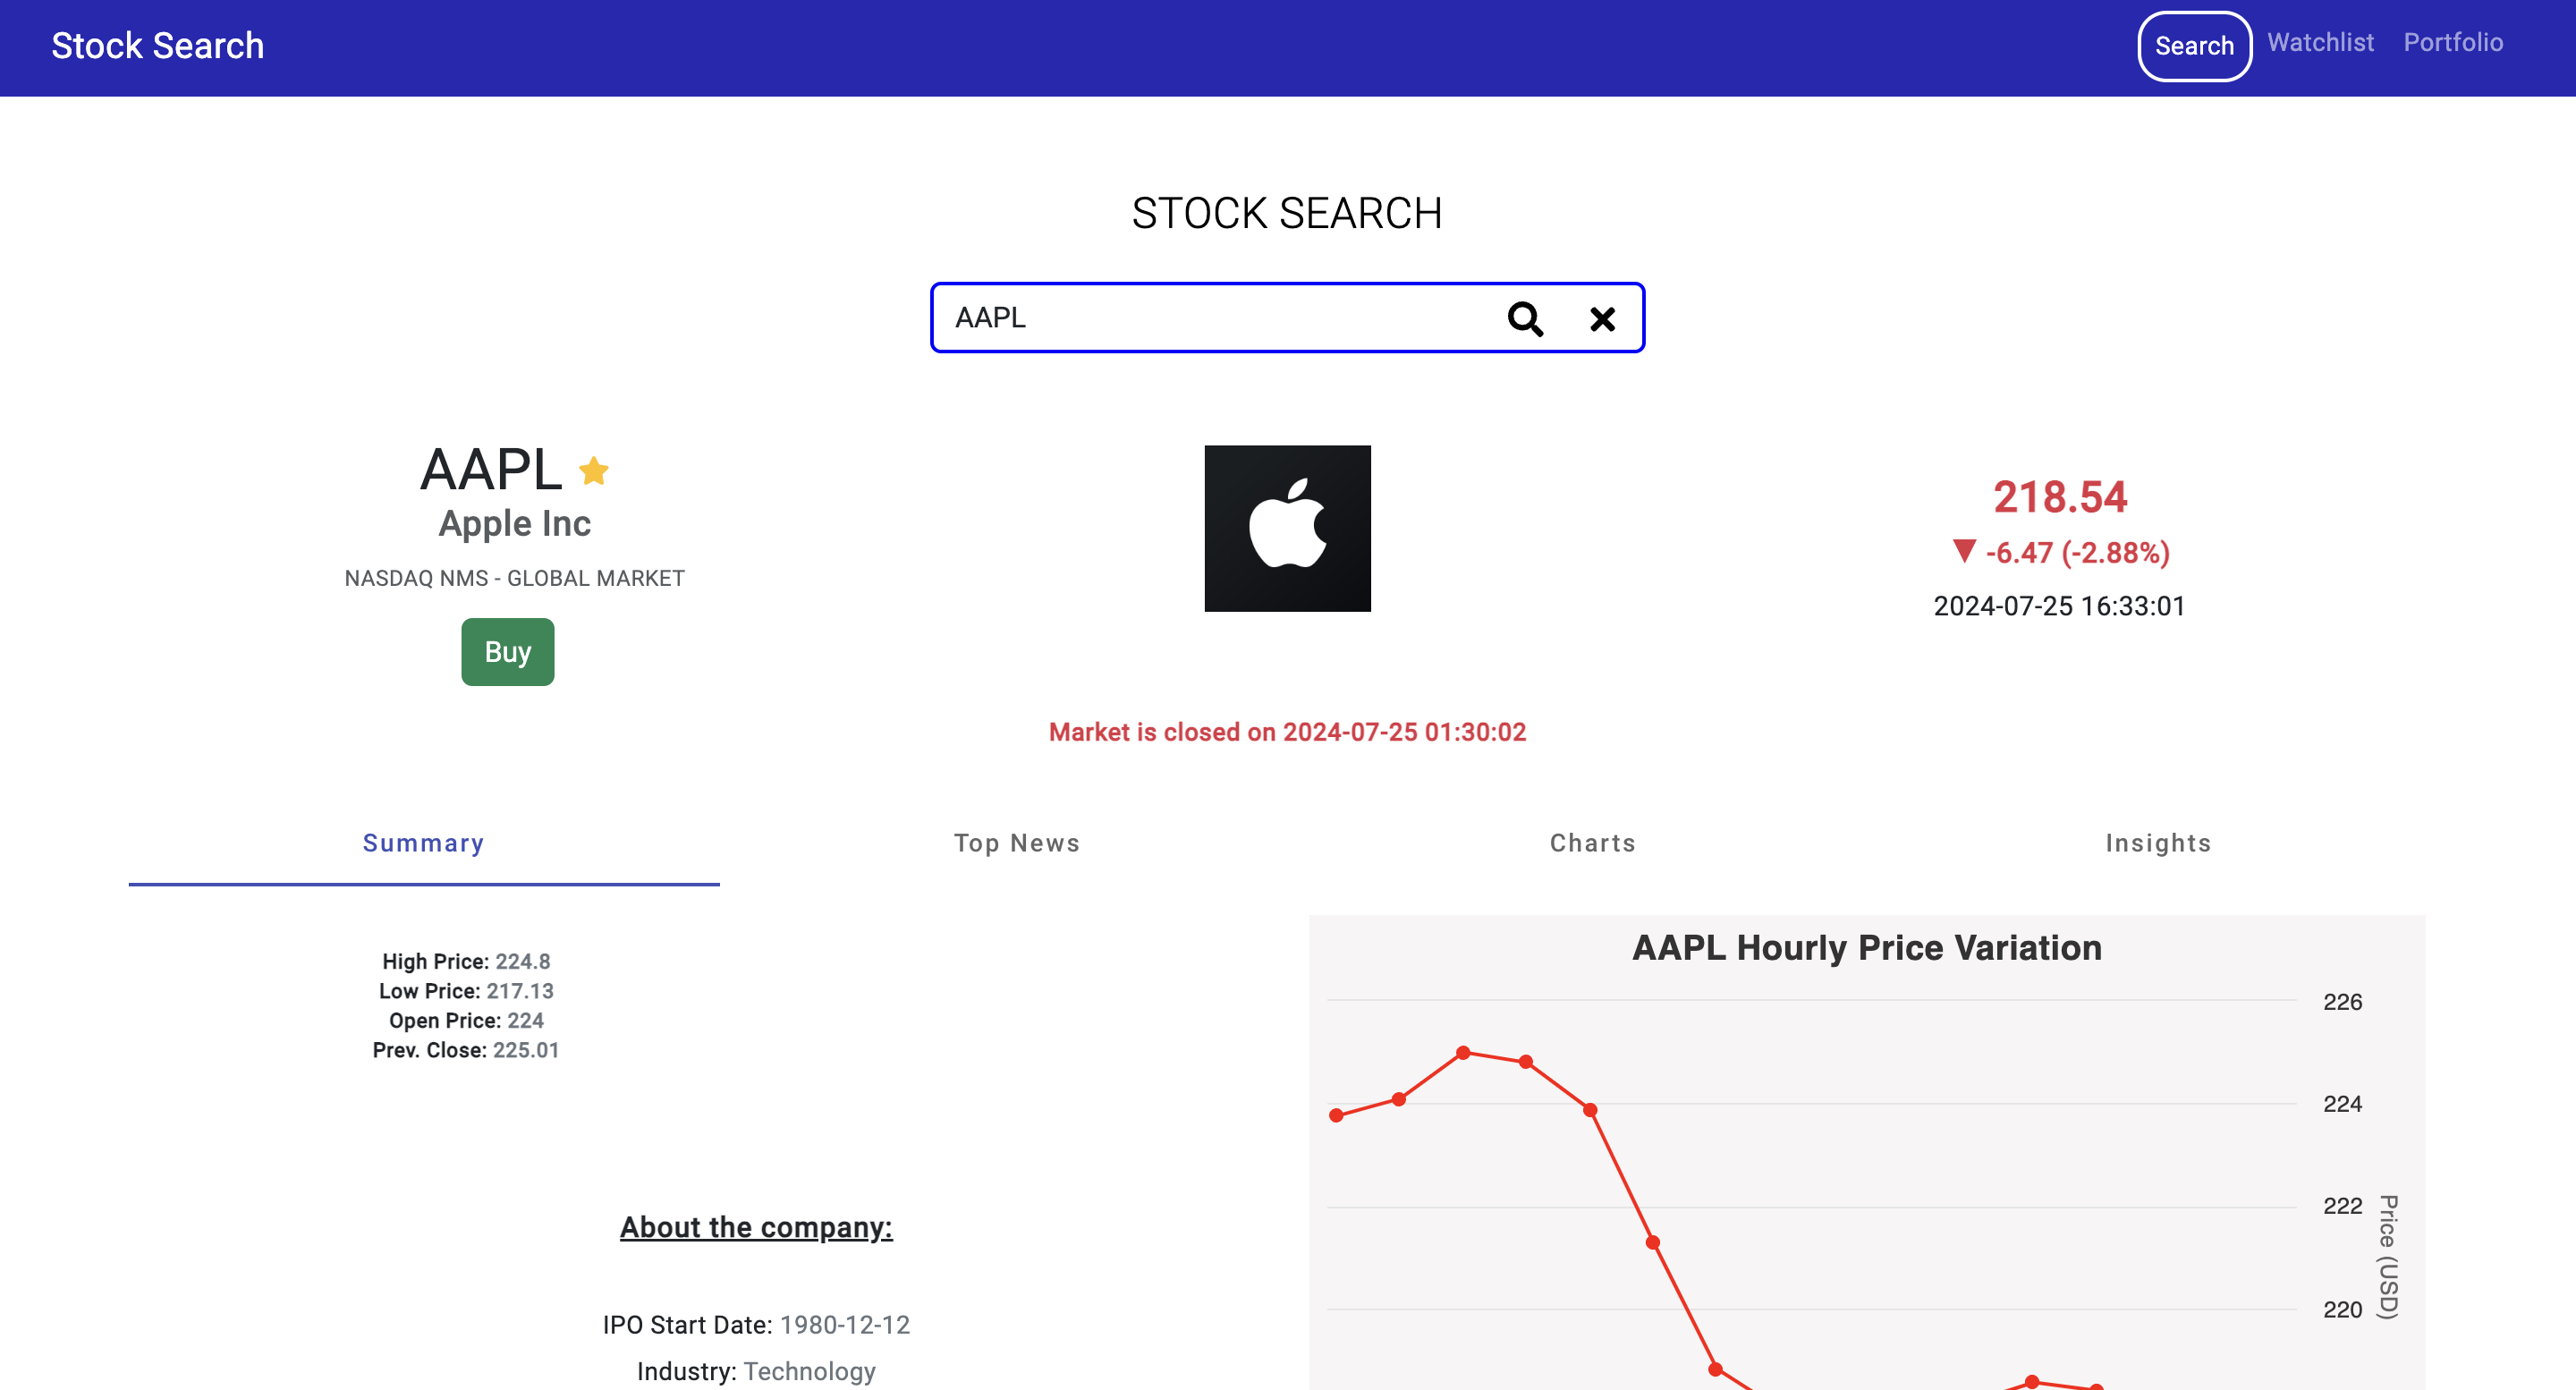 Stock Search
Search
Watchlist
Portfolio
STOCK SEARCH
AAPL
AAPL
Apple Inc
NASDAQ NMS - GLOBAL MARKET
Buy
218.54
-6.47 (-2.88%)
2024-07-25 16:33:01
Market is closed on 2024-07-25 01:30:02
Summary
Top News
Charts
Insights
High Price: 224.8
Low Price: 217.13
Open Price: 224
Prev. Close: 225.01
About the company:
IPO Start Date: 1980-12-12
Industry: Technology
AAPL Hourly Price Variation
226
224
222
220
Price (USD)